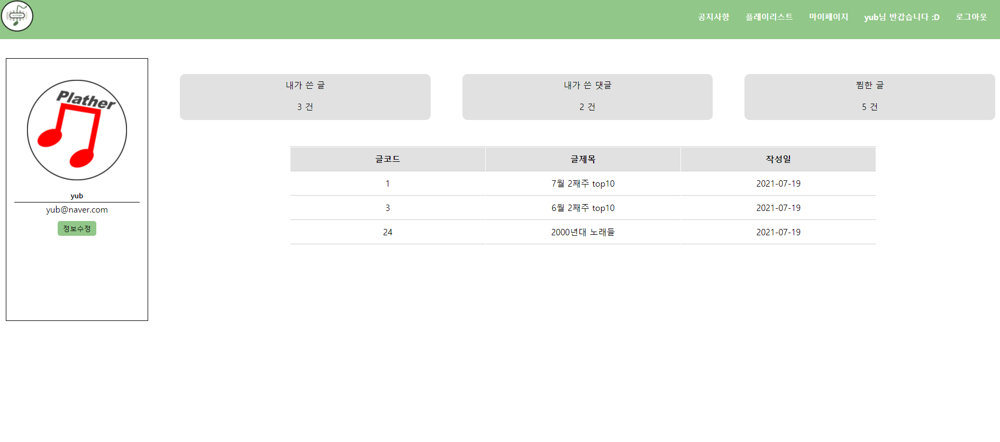 PLATHER
공지사항 플레이리스트 마이페이지 yub님 반갑습니다 :D 로그아웃
Plather
yub
yub@naver.com
정보수정
내가 쓴 글 내가 쓴 댓글 찜한 글
3 건 2 건 5 건
글코드 글제목 작성일
1 7월 2째주 top10 2021-07-19
3 6월 2째주 top10 2021-07-19
24 2000년대 노래들 2021-07-19